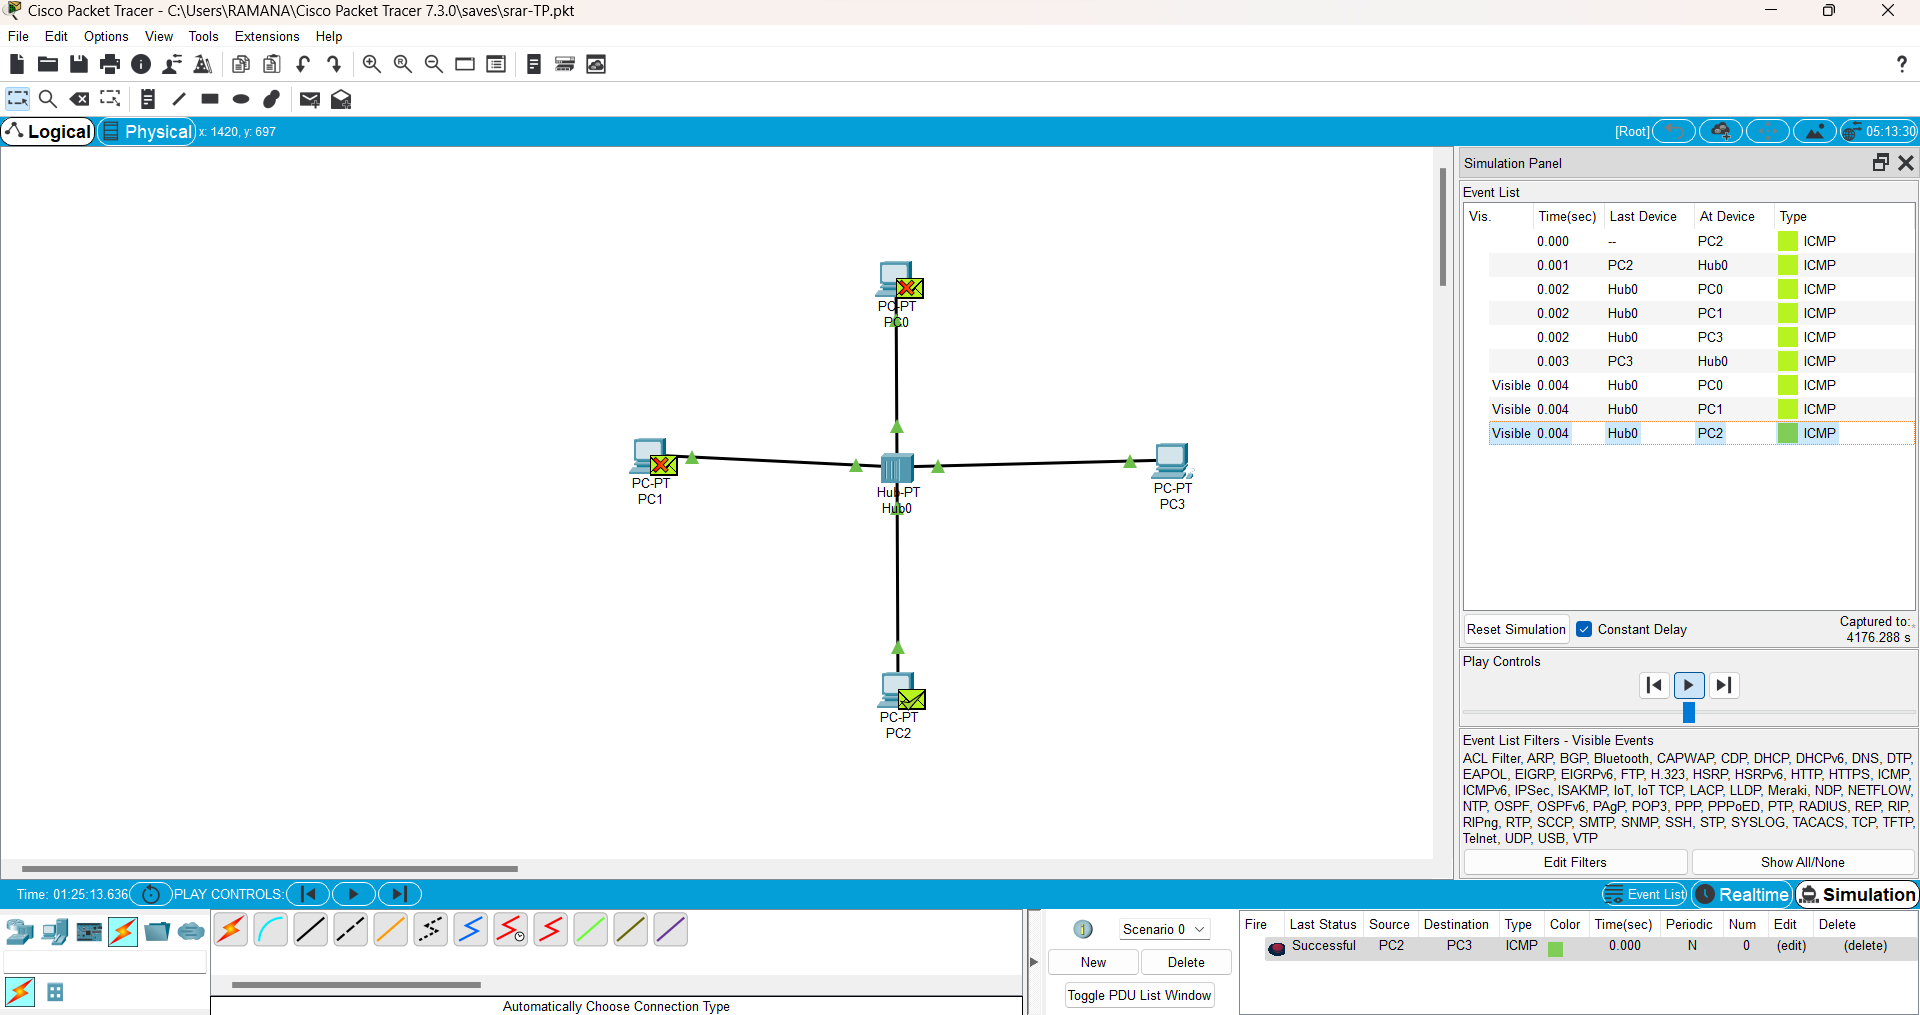 Cisco Packet Tracer - C:\Users\RAMANA\Cisco Packet Tracer 7.3.0\saves\srar-TP.pkt
File Edit Options View Tools Extensions Help
?
Logical Physical x: 1420, y: 697 [Root] 05:13:30
Simulation Panel
Event List
Vis. Time(sec) Last Device At Device Type
0.000 -- PC2 ICMP
0.001 PC2 Hub0 ICMP
0.002 Hub0 PC0 ICMP
0.002 Hub0 PC1 ICMP
0.002 Hub0 PC3 ICMP
0.003 PC3 Hub0 ICMP
Visible 0.004 Hub0 PC0 ICMP
Visible 0.004 Hub0 PC1 ICMP
Visible 0.004 Hub0 PC2 ICMP
PC-PT
PC0
PC-PT
PC1
Hub-PT
Hub0
PC-PT
PC3
PC-PT
PC2
Reset Simulation Constant Delay Captured to:
4176.288 s
Play Controls
Event List Filters - Visible Events
ACL Filter, ARP, BGP, Bluetooth, CAPWAP, CDP, DHCP, DHCPv6, DNS, DTP,
EAPOL, EIGRP, EIGRPv6, FTP, H.323, HSRP, HSRPv6, HTTP, HTTPS, ICMP,
ICMPv6, IPSec, ISAKMP, IoT, IoT TCP, LACP, LLDP, Meraki, NDP, NETFLOW,
NTP, OSPF, OSPFv6, PAgP, POP3, PPP, PPPoED, PTP, RADIUS, REP, RIP,
RIPng, RTP, SCCP, SMTP, SNMP, SSH, STP, SYSLOG, TACACS, TCP, TFTP,
Telnet, UDP, USB, VTP
Edit Filters Show All/None
Time: 01:25:13.636 PLAY CONTROLS: Event List Realtime Simulation
Automatically Choose Connection Type
Scenario 0
New Delete
Toggle PDU List Window
Fire Last Status Source Destination Type Color Time(sec) Periodic Num Edit Delete
Successful PC2 PC3 ICMP 0.000 N 0 (edit) (delete)